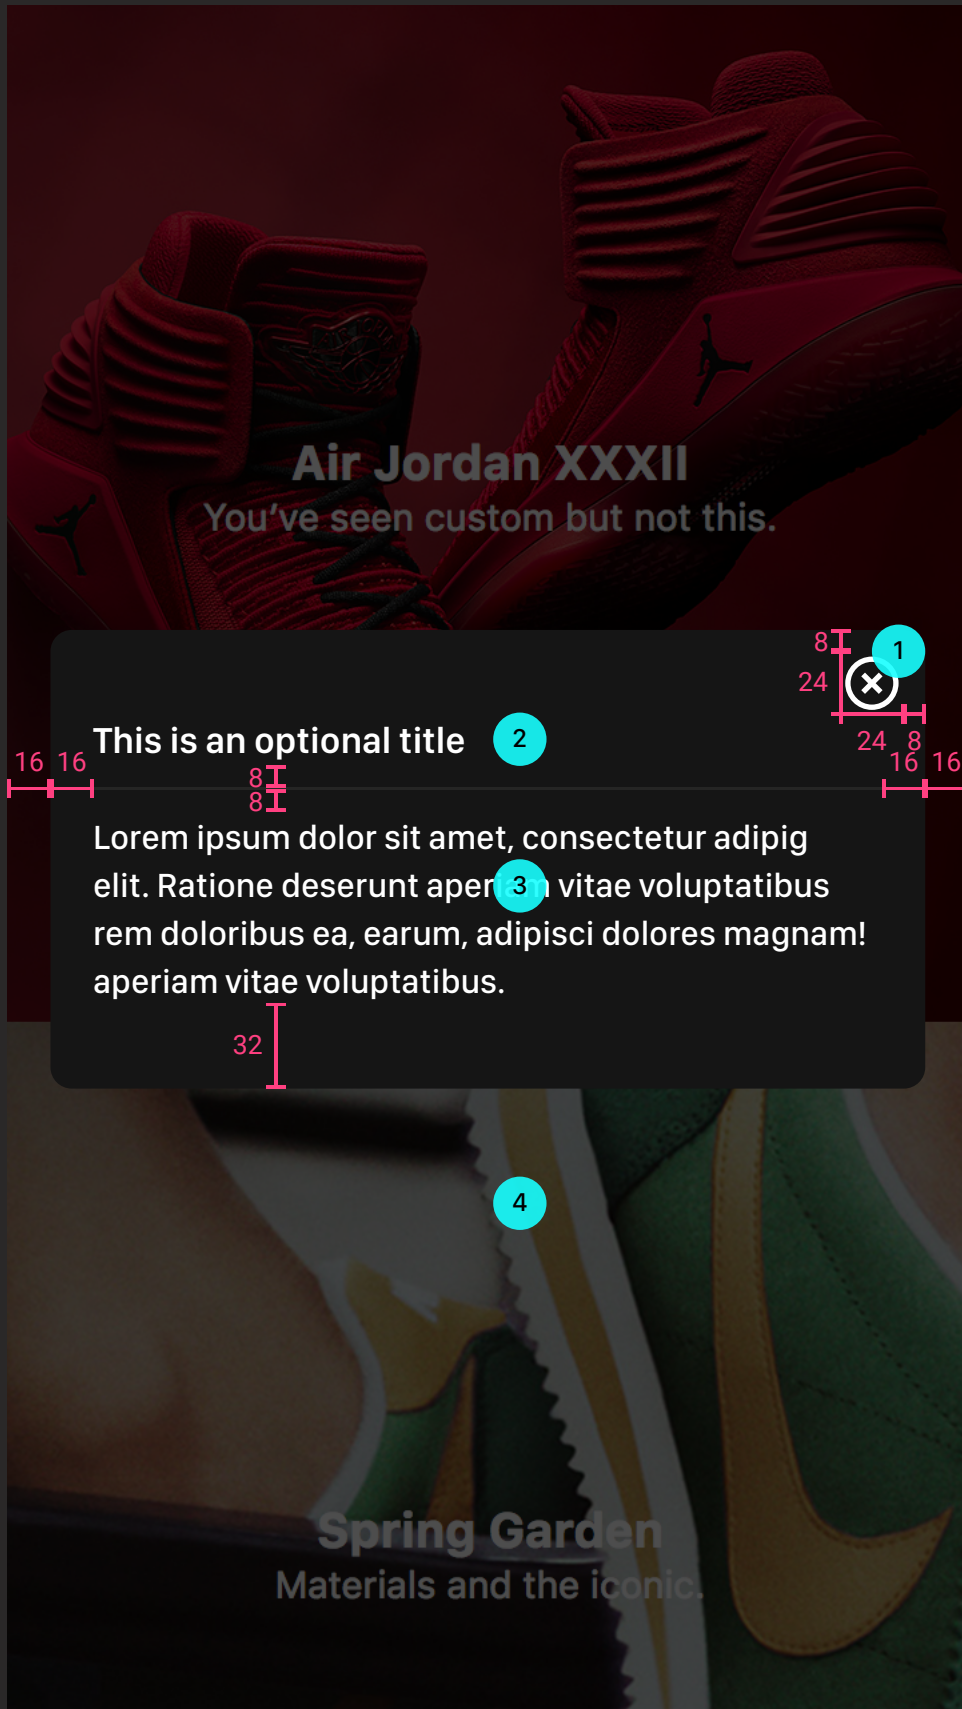 Air Jordan XXXII
You’ve seen custom but not this.
8
1
24
24 8
This is an optional title
2
16 16
16 16
8
8
Lorem ipsum dolor sit amet, consectetur adipig
elit. Ratione deserunt aperiam vitae voluptatibus
3
rem doloribus ea, earum, adipisci dolores magnam!
aperiam vitae voluptatibus.
32
4
Spring Garden
Materials and the iconic.